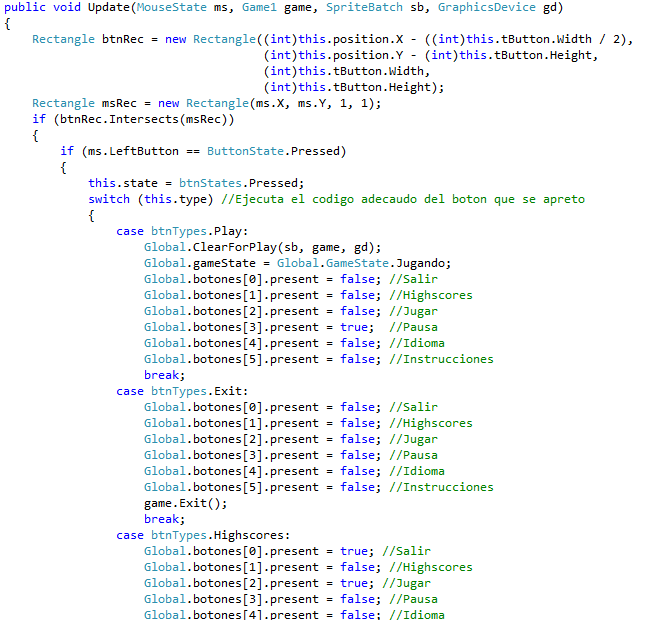 public void Update(MouseState ms, Game1 game, SpriteBatch sb, GraphicsDevice gd)
{
    Rectangle btnRec = new Rectangle((int)this.position.X - ((int)this.tButton.Width / 2),
                                     (int)this.position.Y - (int)this.tButton.Height,
                                     (int)this.tButton.Width,
                                     (int)this.tButton.Height);
    Rectangle msRec = new Rectangle(ms.X, ms.Y, 1, 1);
    if (btnRec.Intersects(msRec))
    {
        if (ms.LeftButton == ButtonState.Pressed)
        {
            this.state = btnStates.Pressed;
            switch (this.type) //Ejecuta el codigo adecaudo del boton que se apreto
            {
                case btnTypes.Play:
                    Global.ClearForPlay(sb, game, gd);
                    Global.gameState = Global.GameState.Jugando;
                    Global.botones[0].present = false; //Salir
                    Global.botones[1].present = false; //Highscores
                    Global.botones[2].present = false; //Jugar
                    Global.botones[3].present = true;  //Pausa
                    Global.botones[4].present = false; //Idioma
                    Global.botones[5].present = false; //Instrucciones
                    break;
                case btnTypes.Exit:
                    Global.botones[0].present = false; //Salir
                    Global.botones[1].present = false; //Highscores
                    Global.botones[2].present = false; //Jugar
                    Global.botones[3].present = false; //Pausa
                    Global.botones[4].present = false; //Idioma
                    Global.botones[5].present = false; //Instrucciones
                    game.Exit();
                    break;
                case btnTypes.Highscores:
                    Global.botones[0].present = true; //Salir
                    Global.botones[1].present = false; //Highscores
                    Global.botones[2].present = true; //Jugar
                    Global.botones[3].present = false; //Pausa
                    Global.botones[4].present = false; //Idioma